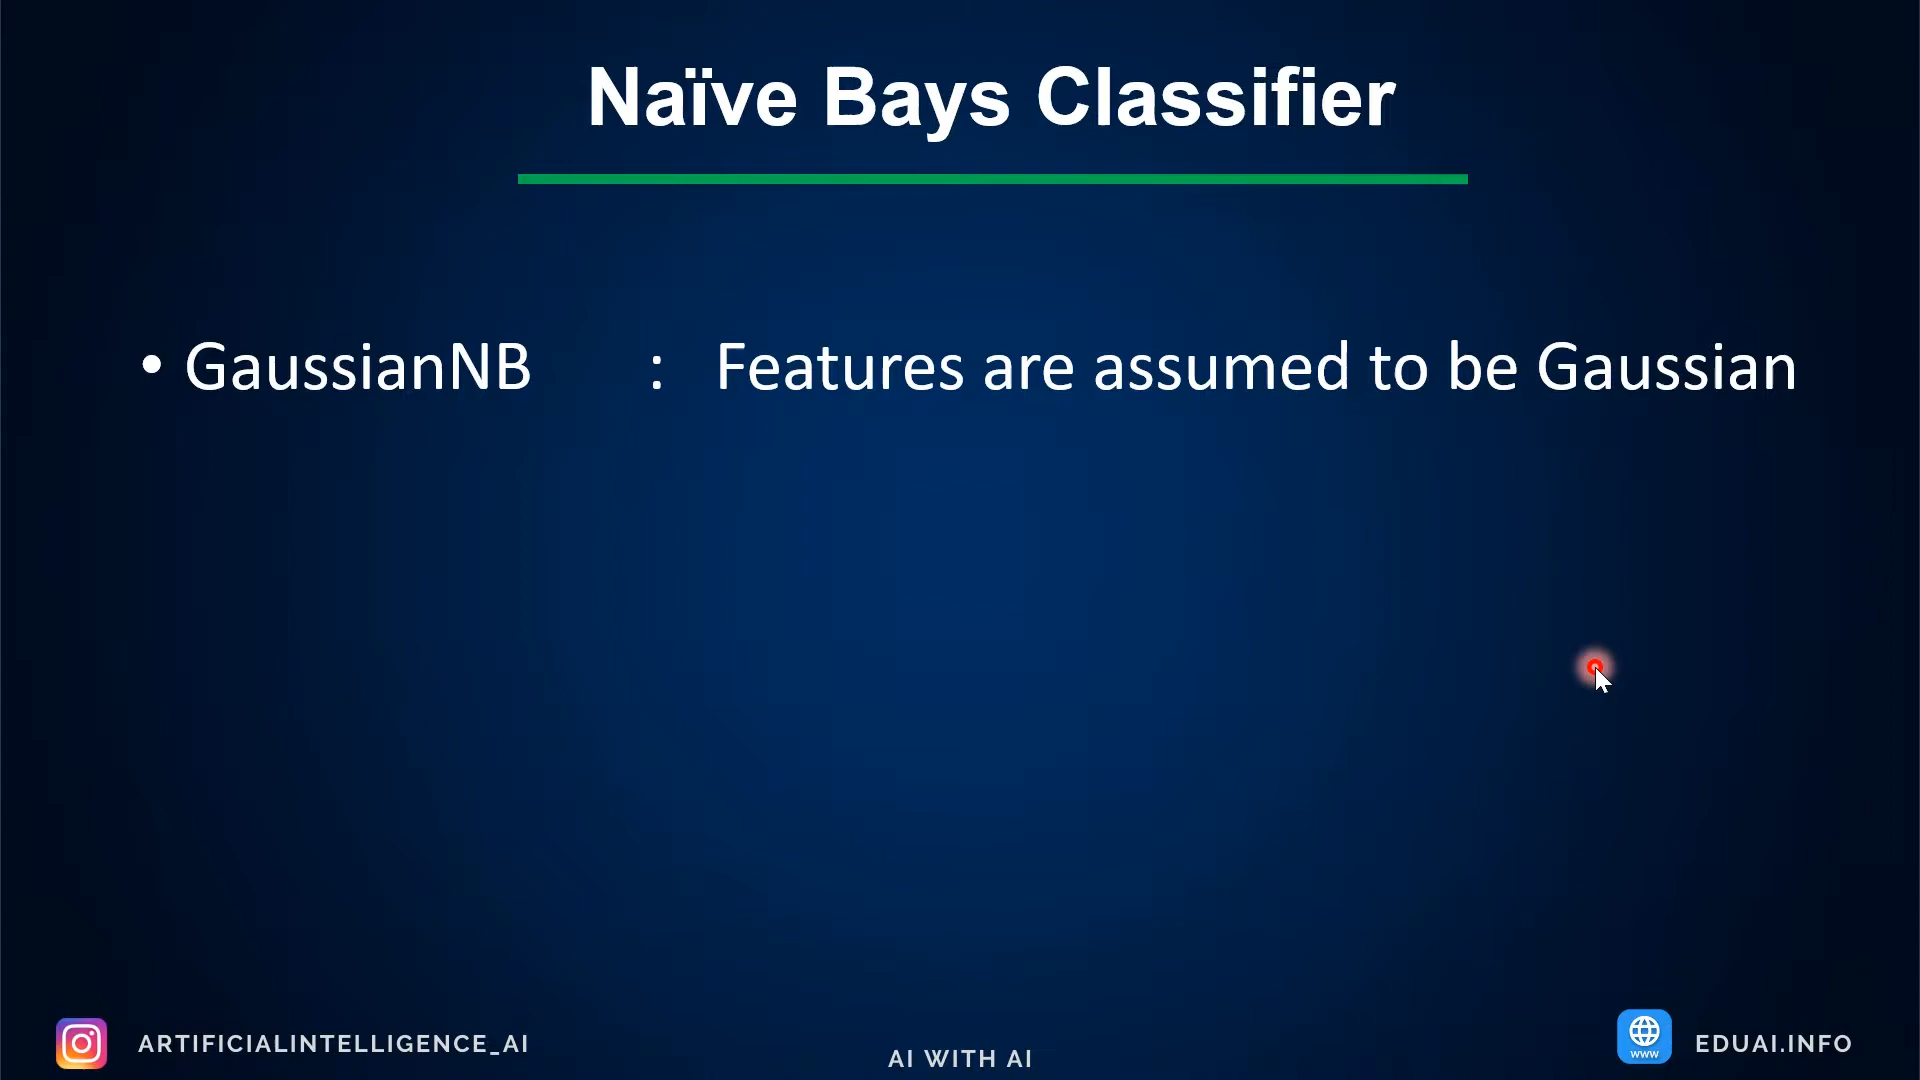 Naïve Bays Classifier
• GaussianNB : Features are assumed to be Gaussian
ARTIFICIALINTELLIGENCE_AI
AI WITH AI
www
EDUAI.INFO